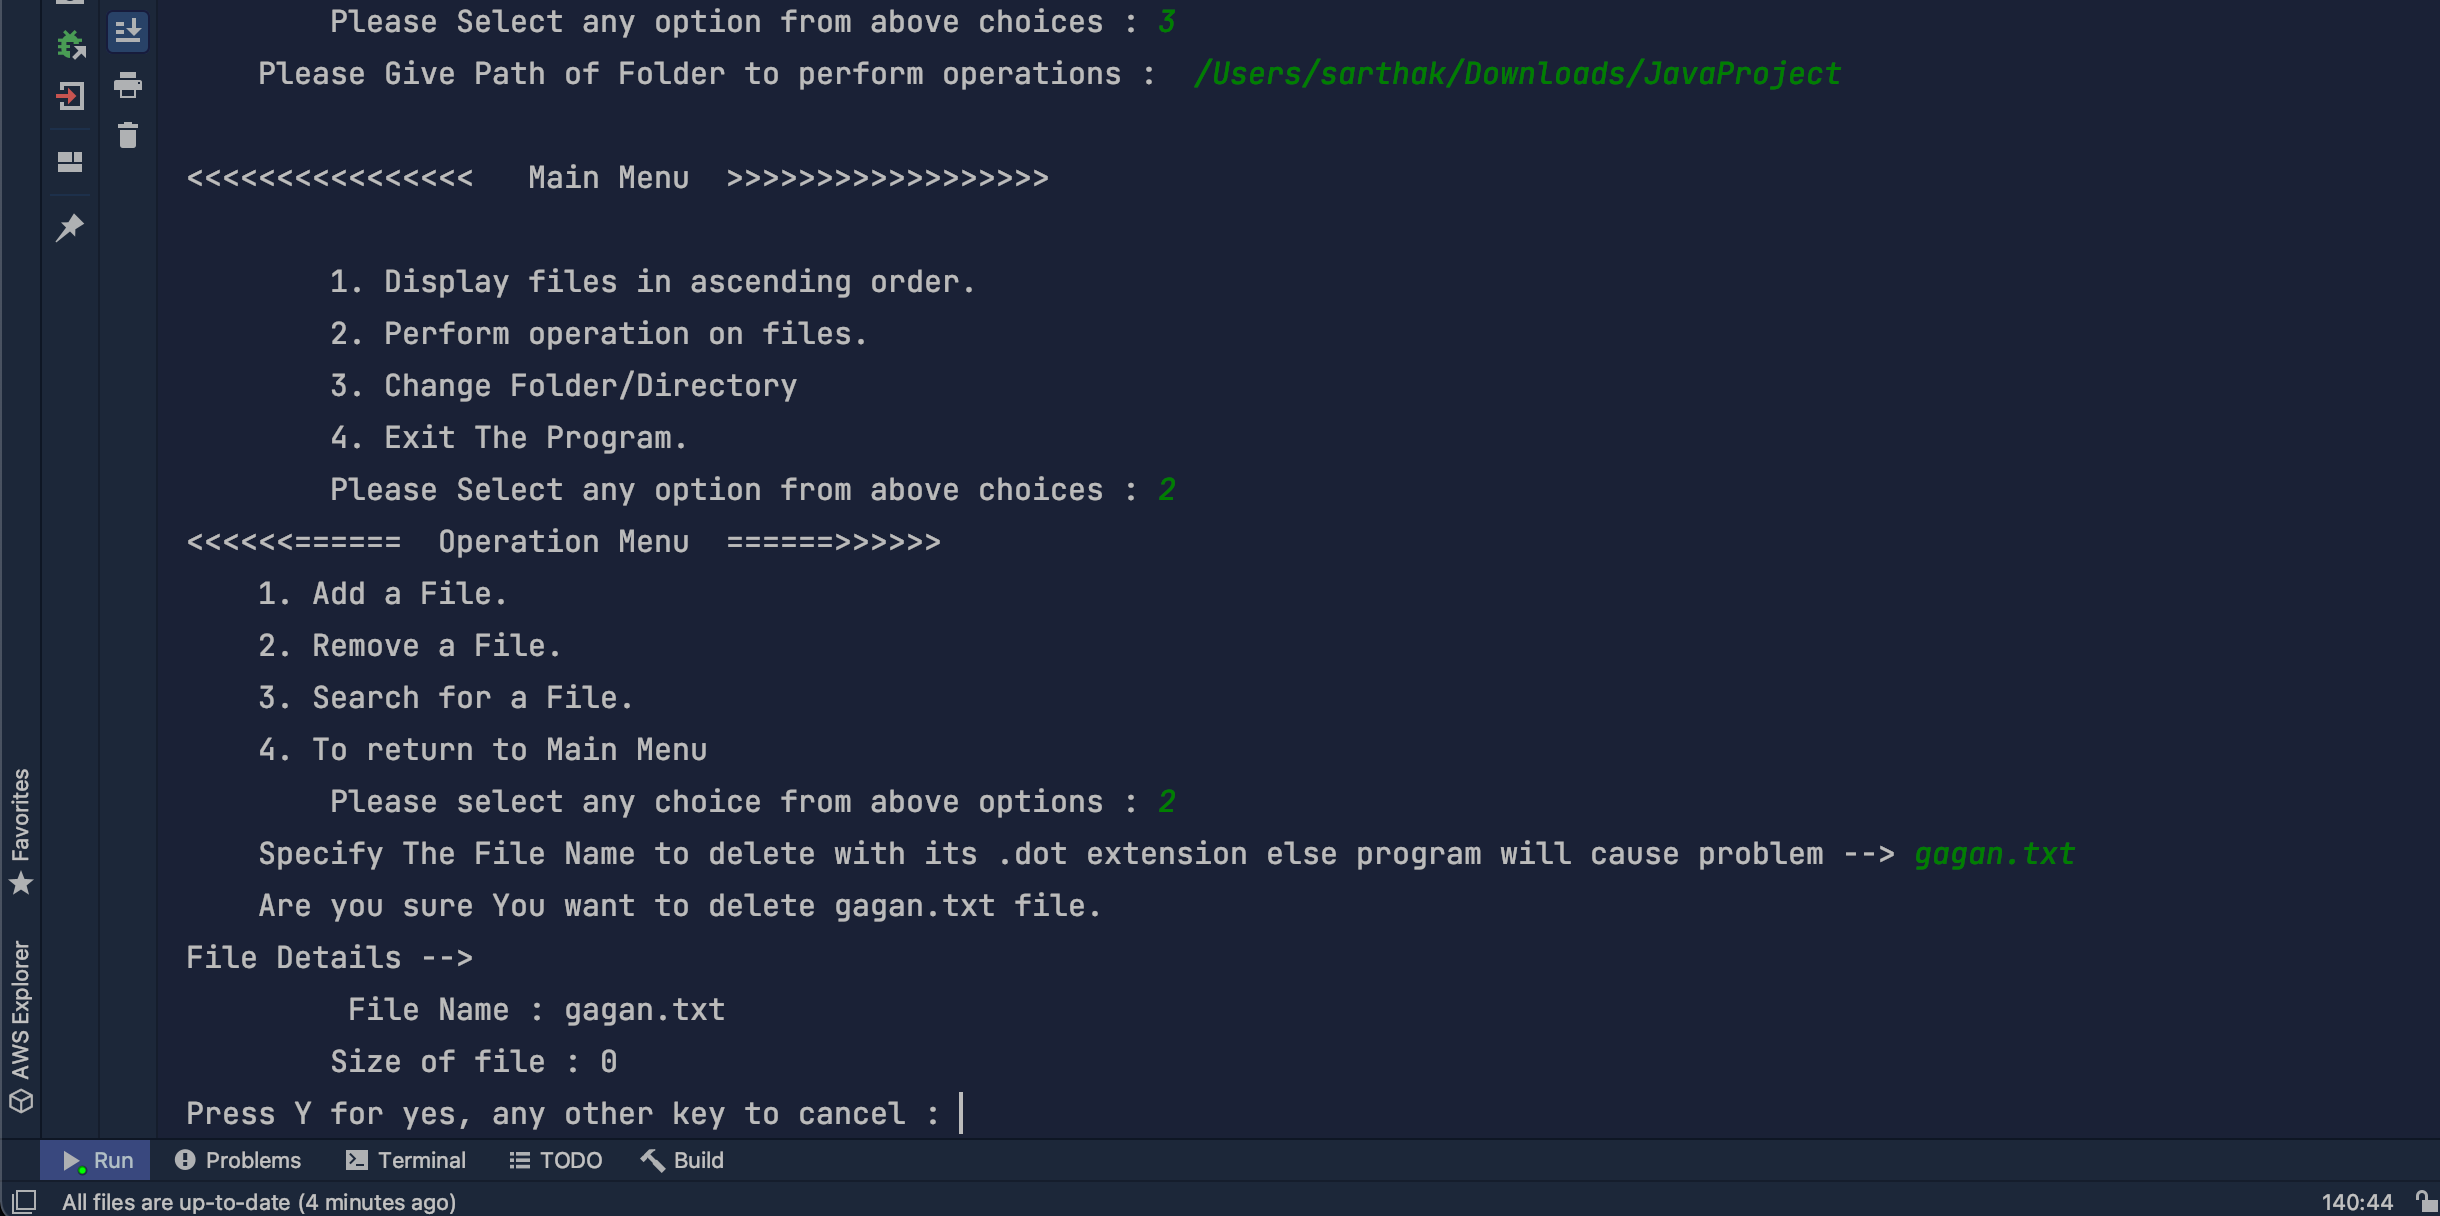 Please Select any option from above choices : 3
Please Give Path of Folder to perform operations :  /Users/sarthak/Downloads/JavaProject
<<<<<<<<<<<<<<<<   Main Menu  >>>>>>>>>>>>>>>>>>
1. Display files in ascending order.
2. Perform operation on files.
3. Change Folder/Directory
4. Exit The Program.
Please Select any option from above choices : 2
<<<<<<======  Operation Menu  ======>>>>>>
1. Add a File.
2. Remove a File.
3. Search for a File.
4. To return to Main Menu
Please select any choice from above options : 2
Specify The File Name to delete with its .dot extension else program will cause problem --> gagan.txt
Are you sure You want to delete gagan.txt file.
File Details -->
File Name : gagan.txt
Size of file : 0
Press Y for yes, any other key to cancel :
Favorites
AWS Explorer
Run Problems Terminal TODO Build
All files are up-to-date (4 minutes ago) 140:44